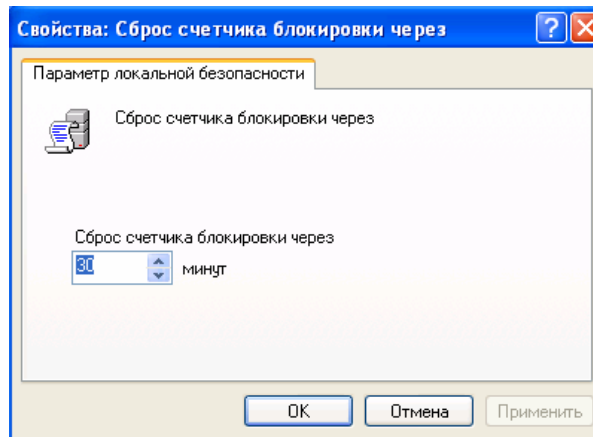 Свойства: Сброс счетчика блокировки через
Параметр локальной безопасности
Сброс счетчика блокировки через
Сброс счетчика блокировки через
30 минут
ОК
Отмена
Применить